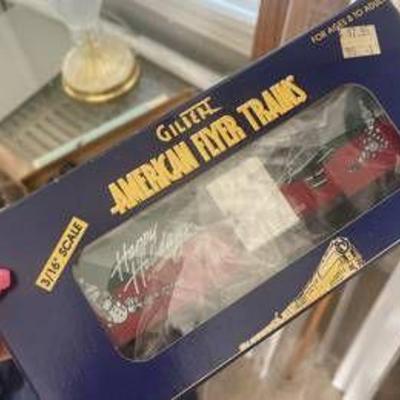 FOR AGES 8 TO ADULT
GILBERT
AMERICAN FLYER TRAINS
3/16" SCALE
Happy
Holidays